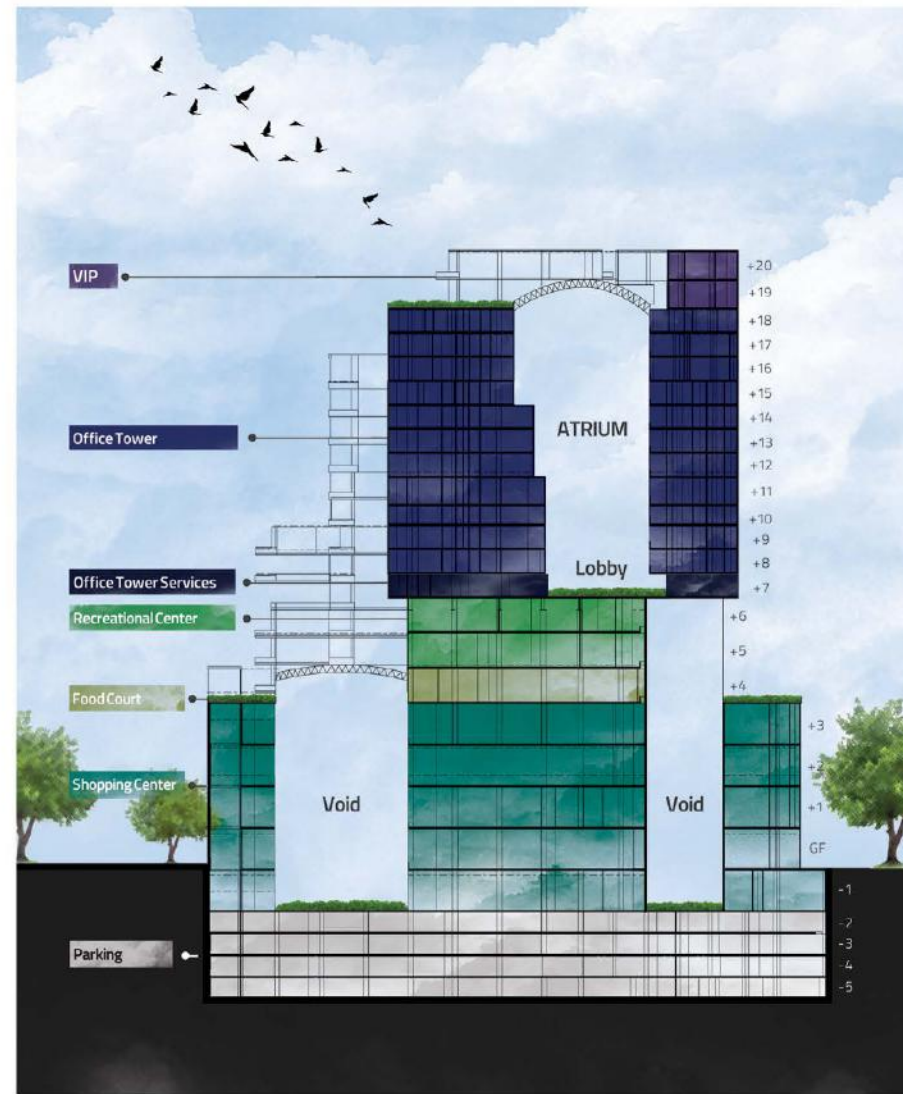 VIP
Office Tower
Office Tower Services
Recreational Center
Food Court
Shopping Center
Parking
ATRIUM
Lobby
Void
Void
+20
+19
+18
+17
+16
+15
+14
+13
+12
+11
+10
+9
+8
+7
+6
+5
+4
+3
+2
+1
GF
-1
-2
-3
-4
-5